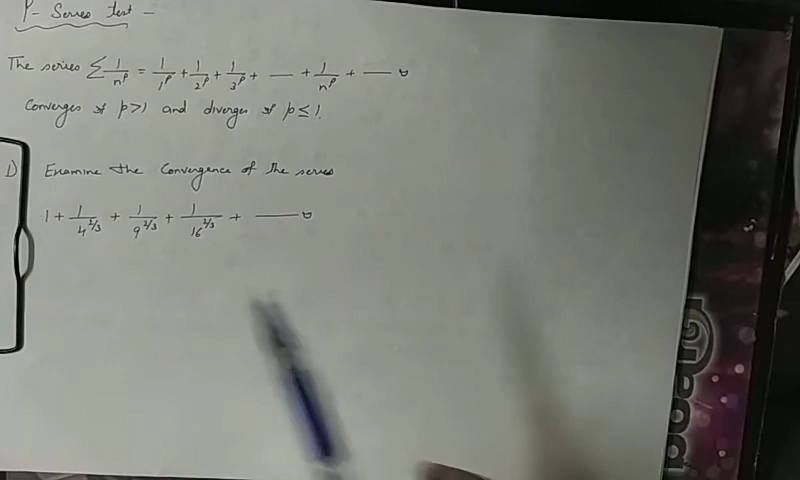 P- Series Test -
The series ∑ 1/n^p = 1/1^p + 1/2^p + 1/3^p + — + 1/n^p + — ∞
Converges if p>1 and diverges if p ≤ 1.
1) Examine the Convergence of the series
1 + 1/4^{2/3} + 1/9^{2/3} + 1/16^{2/3} + — ∞